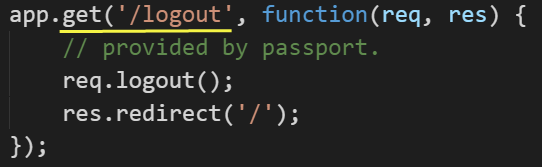 app.get('/logout', function(req, res) {
// provided by passport.
req.logout();
res.redirect('/');
});